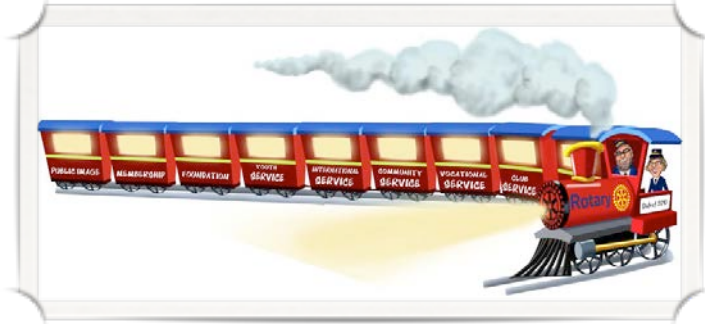 PUBLIC IMAGE
MEMBERSHIP
FOUNDATION
YOUTH
SERVICE
INTERNATIONAL
SERVICE
COMMUNITY
SERVICE
VOCATIONAL
SERVICE
CLUB
SERVICE
Rotary